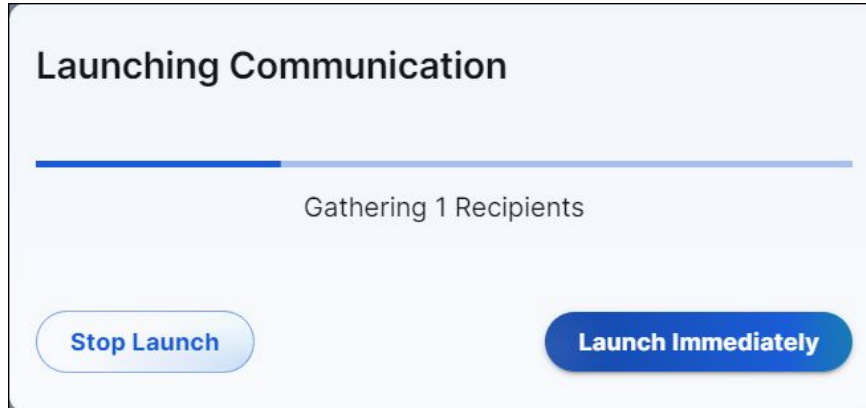 Launching Communication
Gathering 1 Recipients
Stop Launch
Launch Immediately